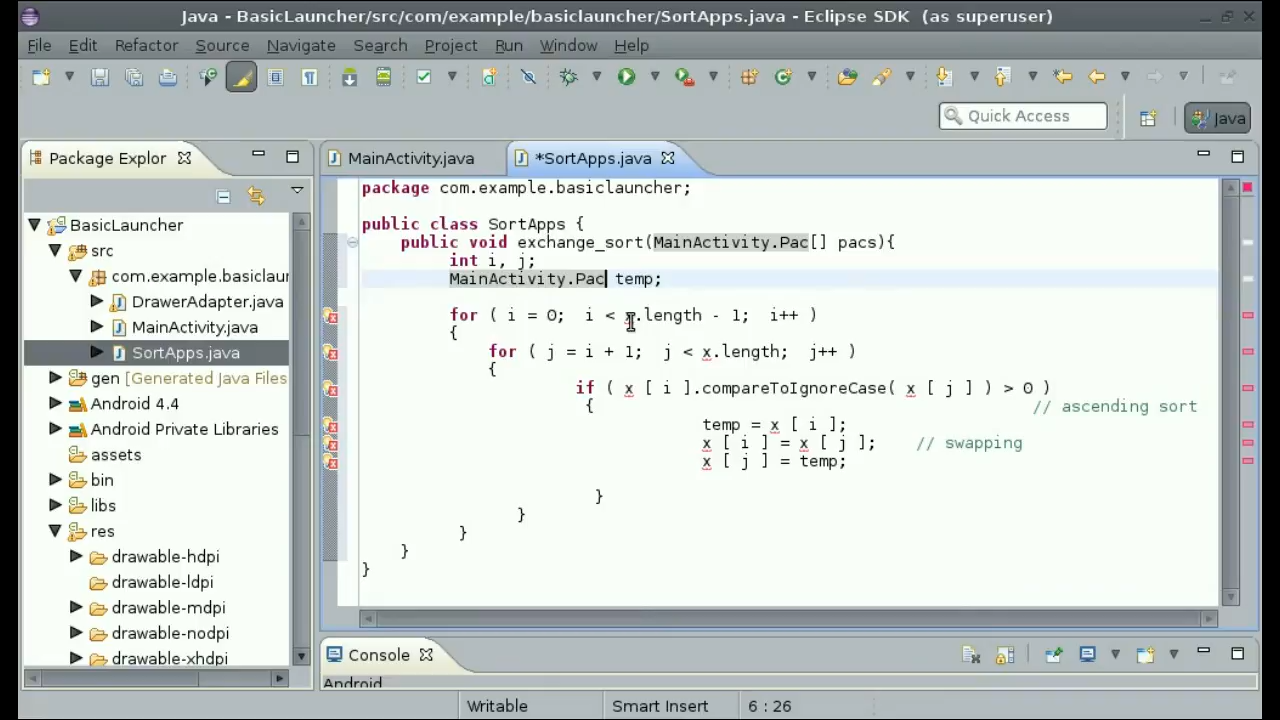 Java - BasicLauncher/src/com/example/basiclauncher/SortApps.java - Eclipse SDK (as superuser)
File Edit Refactor Source Navigate Search Project Run Window Help
Quick Access
Java
Package Explor
MainActivity.java
*SortApps.java
BasicLauncher
src
com.example.basiclaur
DrawerAdapter.java
MainActivity.java
SortApps.java
gen [Generated Java Files
Android 4.4
Android Private Libraries
assets
bin
libs
res
drawable-hdpi
drawable-ldpi
drawable-mdpi
drawable-nodpi
drawable-xhdpi
package com.example.basiclauncher;
public class SortApps {
public void exchange_sort(MainActivity.Pac[] pacs){
int i, j;
MainActivity.Pac temp;
for ( i = 0; i < x.length - 1; i++ )
{
for ( j = i + 1; j < x.length; j++ )
{
if ( x [ i ].compareToIgnoreCase( x [ j ] ) > 0 )
{ // ascending sort
temp = x [ i ];
x [ i ] = x [ j ]; // swapping
x [ j ] = temp;
}
}
}
}
}
Console
Android
Writable
Smart Insert
6 : 26